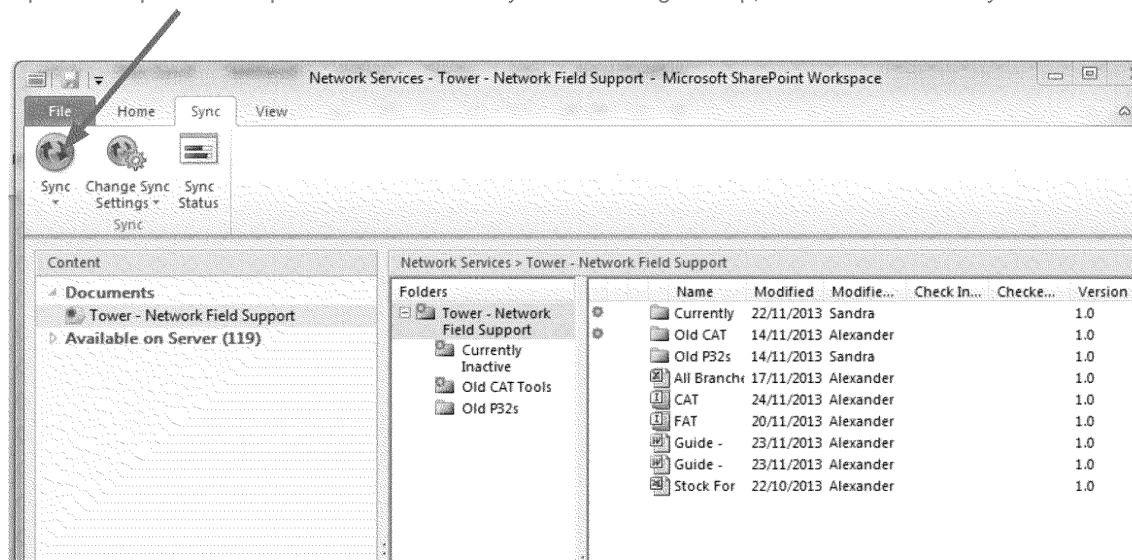 Network Services - Tower - Network Field Support - Microsoft SharePoint Workspace
File Home Sync View
Sync Change Sync Settings Sync Status
Sync
Content
Documents
Tower - Network Field Support
Available on Server (119)
Network Services > Tower - Network Field Support
Folders
Tower - Network Field Support
Currently Inactive
Old CAT Tools
Old P32s
Name Modified Modifie... Check In... Checke... Version
Currently 22/11/2013 Sandra 1.0
Old CAT 14/11/2013 Alexander 1.0
Old P32s 14/11/2013 Sandra 1.0
All Branche 17/11/2013 Alexander 1.0
CAT 24/11/2013 Alexander 1.0
FAT 20/11/2013 Alexander 1.0
Guide - 23/11/2013 Alexander 1.0
Guide - 23/11/2013 Alexander 1.0
Stock For 22/10/2013 Alexander 1.0